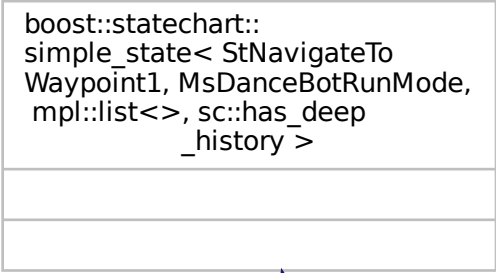 boost::statechart::
simple_state< StNavigateTo
Waypoint1, MsDanceBotRunMode,
mpl::list<>, sc::has_deep
_history >